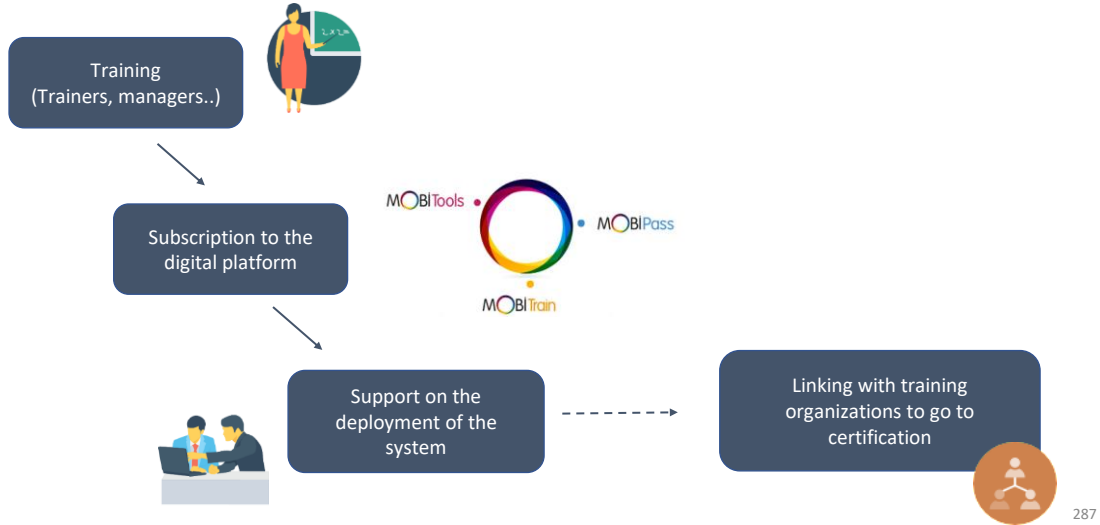 Training
(Trainers, managers..)
Subscription to the
digital platform
MOBiTools
MOBiPass
MOBiTrain
Support on the
deployment of the
system
Linking with training
organizations to go to
certification
287